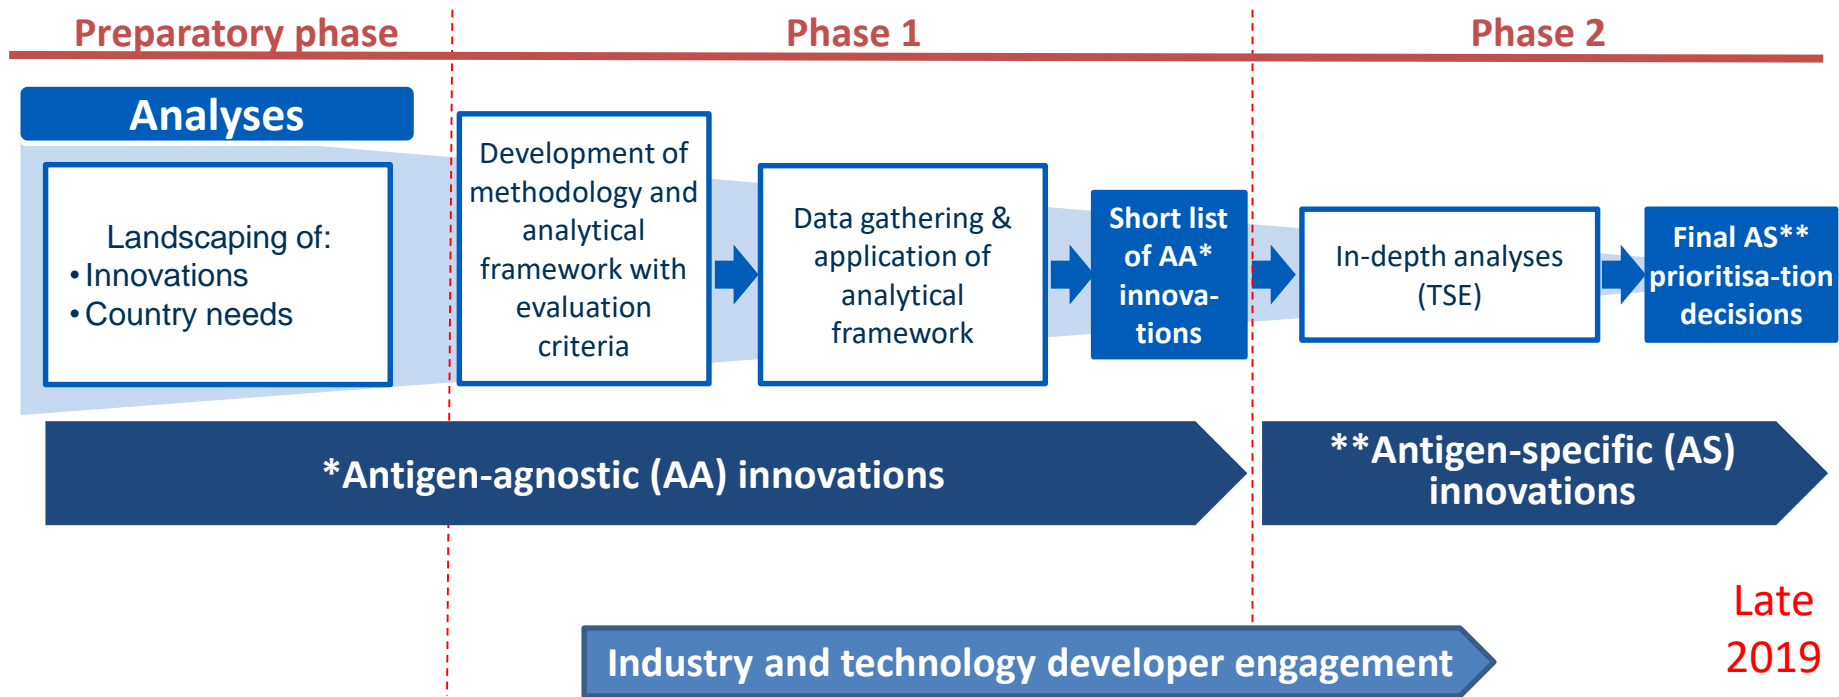 Preparatory phase
Phase 1
Phase 2
Analyses
Landscaping of:
• Innovations
• Country needs
Development of
methodology and
analytical
framework with
evaluation
criteria
Data gathering &
application of
analytical
framework
Short list
of AA*
innova-
tions
In-depth analyses
(TSE)
Final AS**
prioritisa-tion
decisions
*Antigen-agnostic (AA) innovations
**Antigen-specific (AS)
innovations
Industry and technology developer engagement
Late
2019